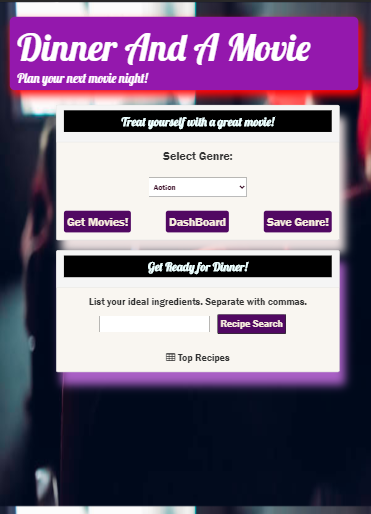 Dinner And A Movie
Plan your next movie night!
Treat yourself with a great movie!
Select Genre:
Action
Get Movies! DashBoard Save Genre!
Get Ready for Dinner!
List your ideal ingredients. Separate with commas.
Recipe Search
Top Recipes